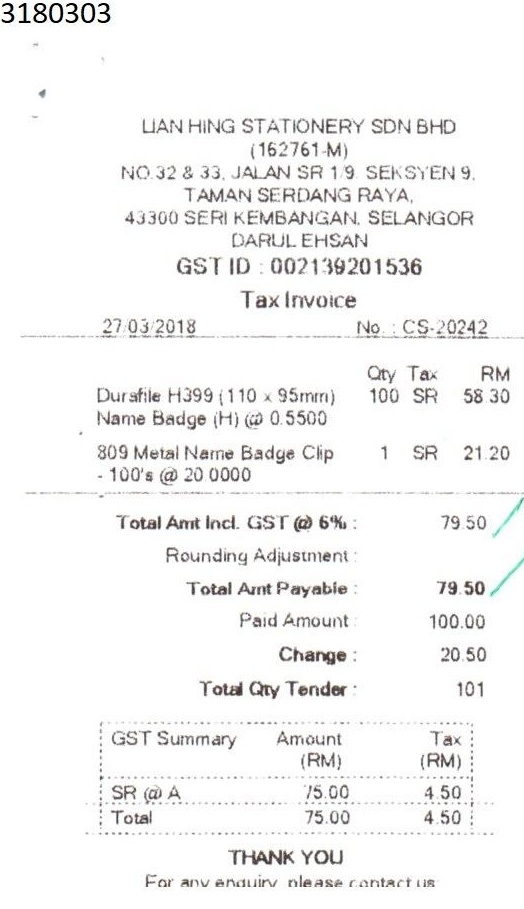 3180303
LIAN HING STATIONERY SDN BHD
(162761-M)
NO.32 & 33, JALAN SR 1/9. SEKSYEN 9,
TAMAN SERDANG RAYA,
43300 SERI KEMBANGAN, SELANGOR
DARUL EHSAN
GST ID : 002139201536
Tax Invoice
27/03/2018 No. : CS-20242
Qty Tax RM
Durafile H399 (110 x 95mm) 100 SR 58.30
Name Badge (H) @ 0.5500
809 Metal Name Badge Clip 1 SR 21.20
- 100's @ 20.0000
Total Amt Incl. GST @ 6% : 79.50
Rounding Adjustment :
Total Amt Payable : 79.50
Paid Amount : 100.00
Change : 20.50
Total Qty Tender : 101
GST Summary Amount Tax
(RM) (RM)
SR @ A 75.00 4.50
Total 75.00 4.50
THANK YOU
For any enquiry, please contact us: